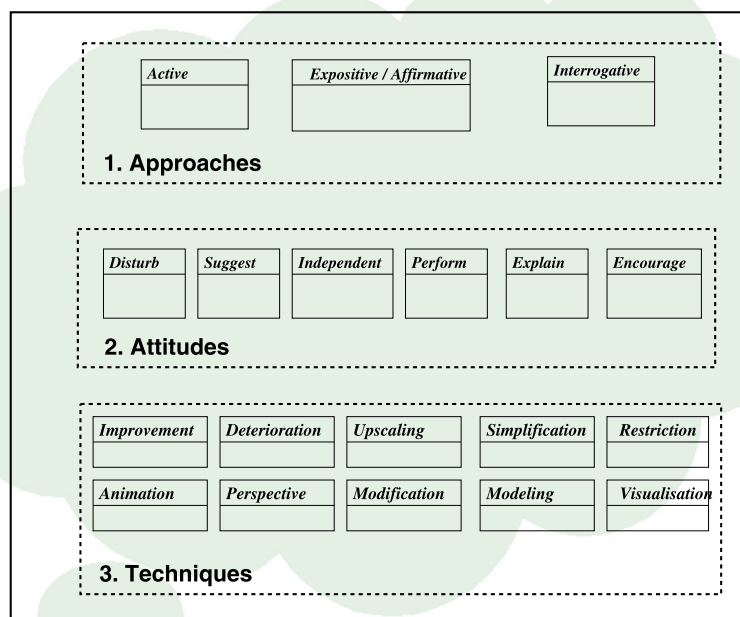 Active Expositive / Affirmative Interrogative
1. Approaches
Disturb Suggest Independent Perform Explain Encourage
2. Attitudes
Improvement Deterioration Upscaling Simplification Restriction
Animation Perspective Modification Modeling Visualisation
3. Techniques